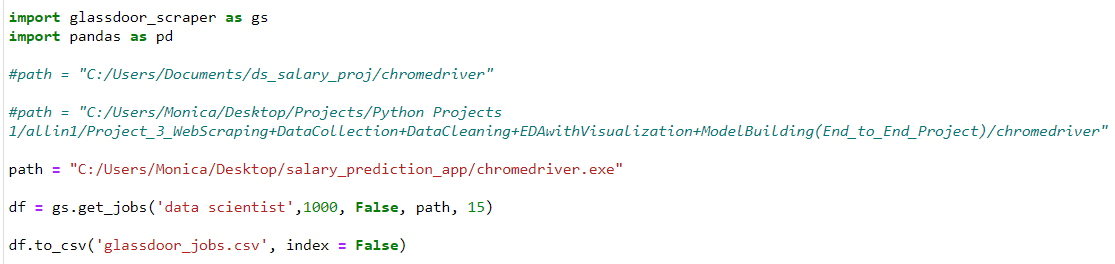 import glassdoor_scraper as gs
import pandas as pd
#path = "C:/Users/Documents/ds_salary_proj/chromedriver"
#path = "C:/Users/Monica/Desktop/Projects/Python Projects
1/allin1/Project_3_WebScraping+DataCollection+DataCleaning+EDAwithVisualization+ModelBuilding(End_to_End_Project)/chromedriver"
path = "C:/Users/Monica/Desktop/salary_prediction_app/chromedriver.exe"
df = gs.get_jobs('data scientist',1000, False, path, 15)
df.to_csv('glassdoor_jobs.csv', index = False)